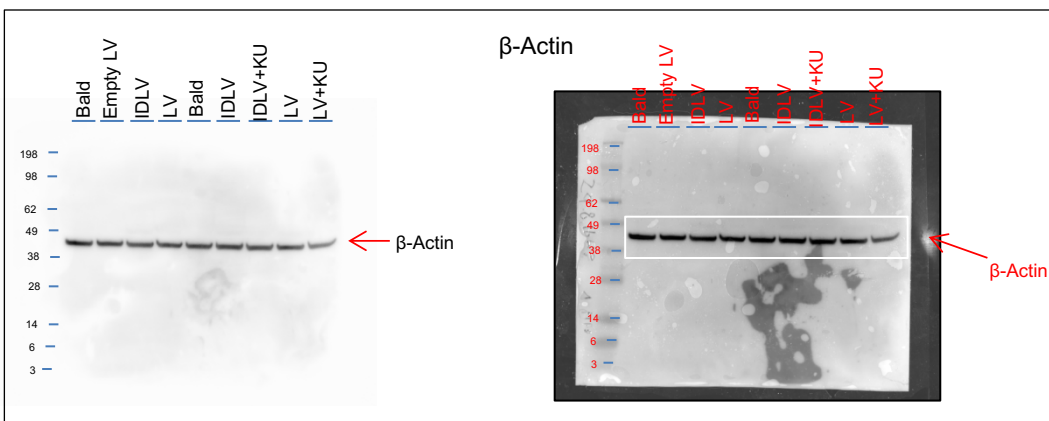 β-Actin
Bald
Empty LV
IDLV
LV
Bald
IDLV
IDLV+KU
LV
LV+KU
198
98
62
49
38
28
14
6
3
β-Actin
Bald
Empty LV
IDLV
LV
Bald
IDLV
IDLV+KU
LV
LV+KU
198
98
62
49
38
28
14
6
3
β-Actin